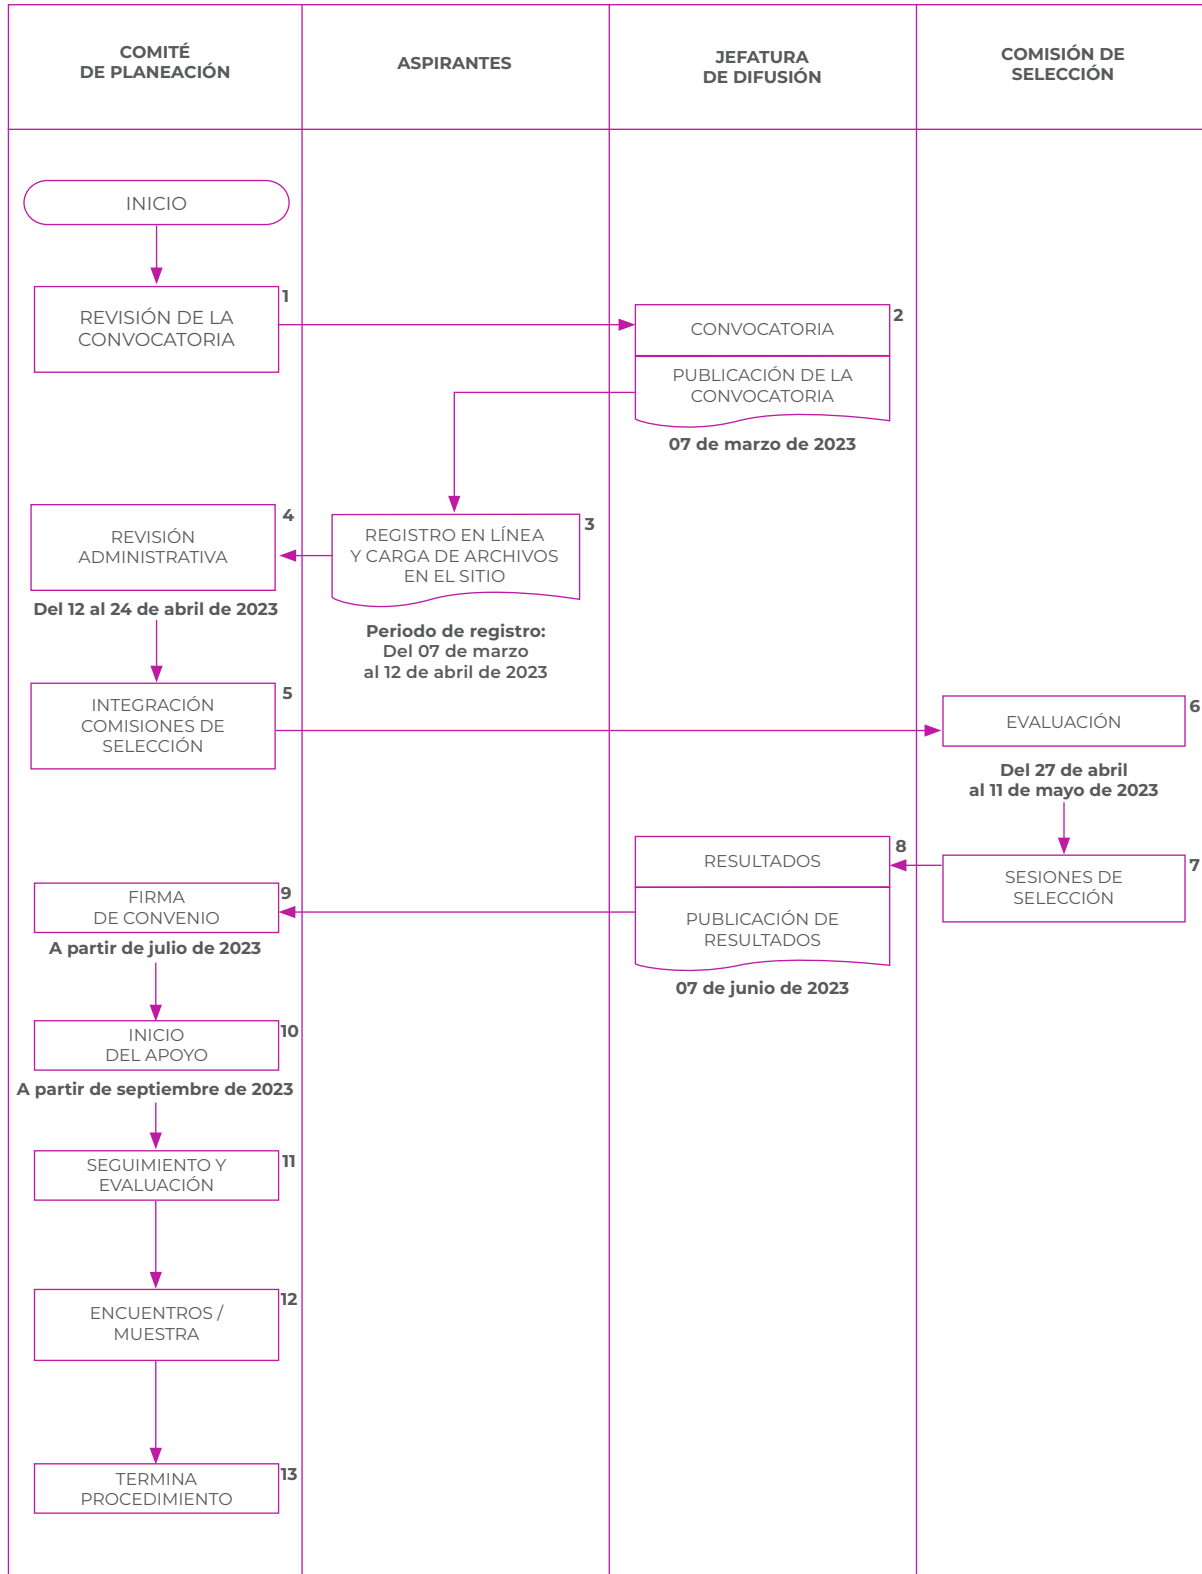 COMITÉ
DE PLANEACIÓN
ASPIRANTES
JEFATURA
DE DIFUSIÓN
COMISIÓN DE
SELECCIÓN
INICIO
1
REVISIÓN DE LA
CONVOCATORIA
2
CONVOCATORIA
PUBLICACIÓN DE LA
CONVOCATORIA
07 de marzo de 2023
3
REGISTRO EN LÍNEA
Y CARGA DE ARCHIVOS
EN EL SITIO
Periodo de registro:
Del 07 de marzo
al 12 de abril de 2023
4
REVISIÓN
ADMINISTRATIVA
Del 12 al 24 de abril de 2023
5
INTEGRACIÓN
COMISIONES DE
SELECCIÓN
6
EVALUACIÓN
Del 27 de abril
al 11 de mayo de 2023
7
SESIONES DE
SELECCIÓN
8
RESULTADOS
PUBLICACIÓN DE
RESULTADOS
07 de junio de 2023
9
FIRMA
DE CONVENIO
A partir de julio de 2023
10
INICIO
DEL APOYO
A partir de septiembre de 2023
11
SEGUIMIENTO Y
EVALUACIÓN
12
ENCUENTROS /
MUESTRA
13
TERMINA
PROCEDIMIENTO